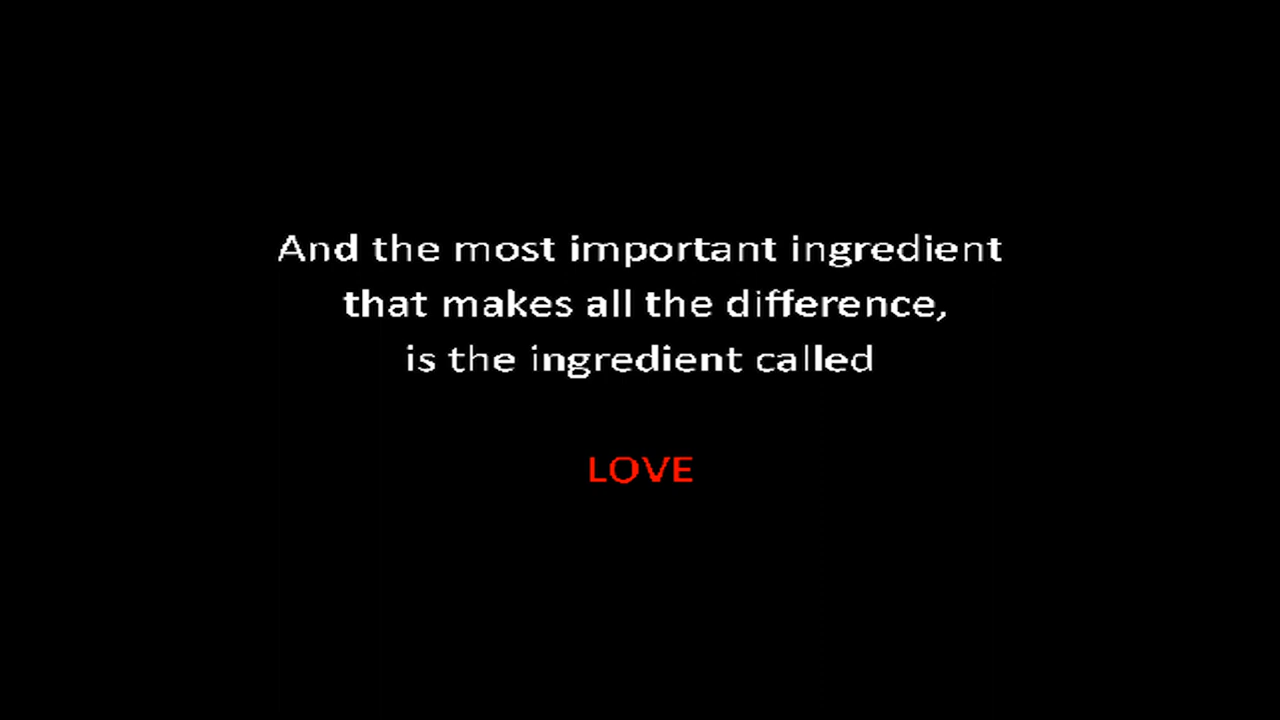 And the most important ingredient
that makes all the difference,
is the ingredient called
LOVE